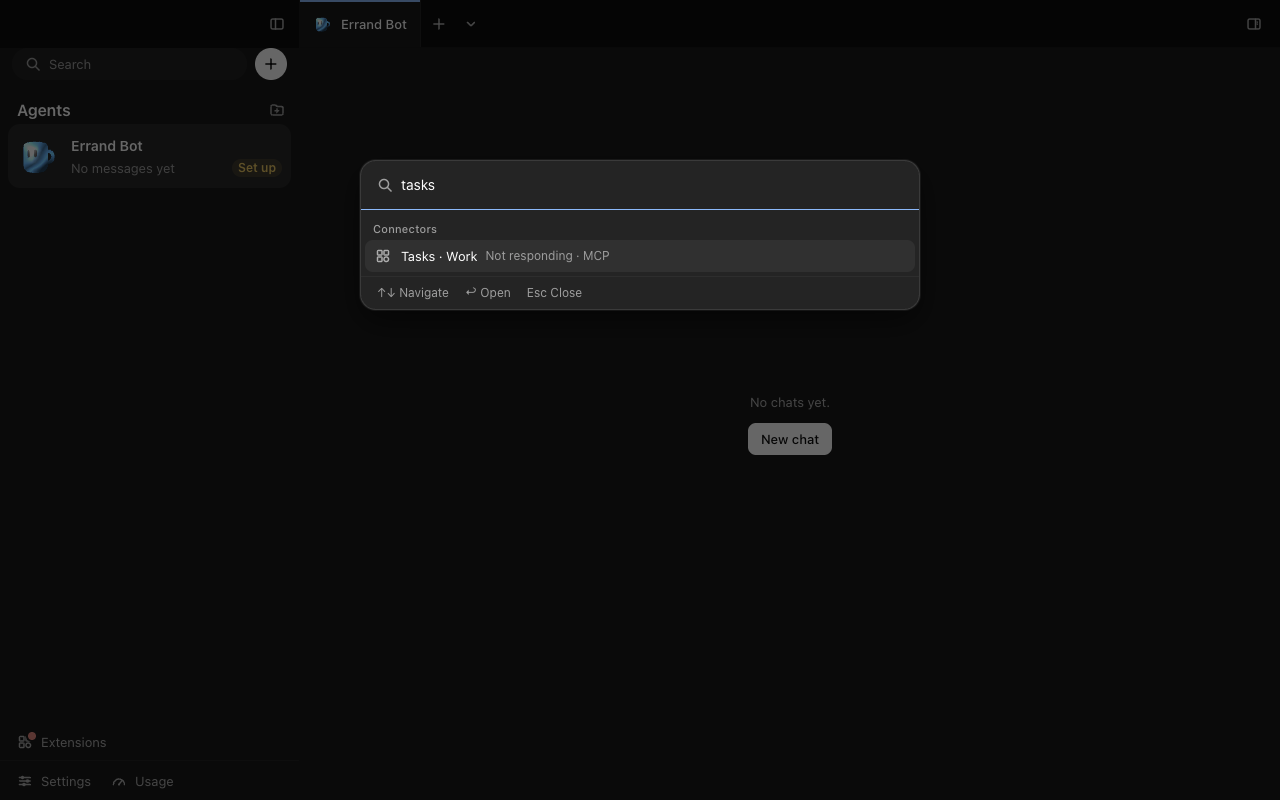 Errand Bot
Search
Agents
Errand Bot
No messages yet
Set up
tasks
Connectors
Tasks · Work Not responding · MCP
↑↓ Navigate ↩ Open Esc Close
No chats yet.
New chat
Extensions
Settings Usage